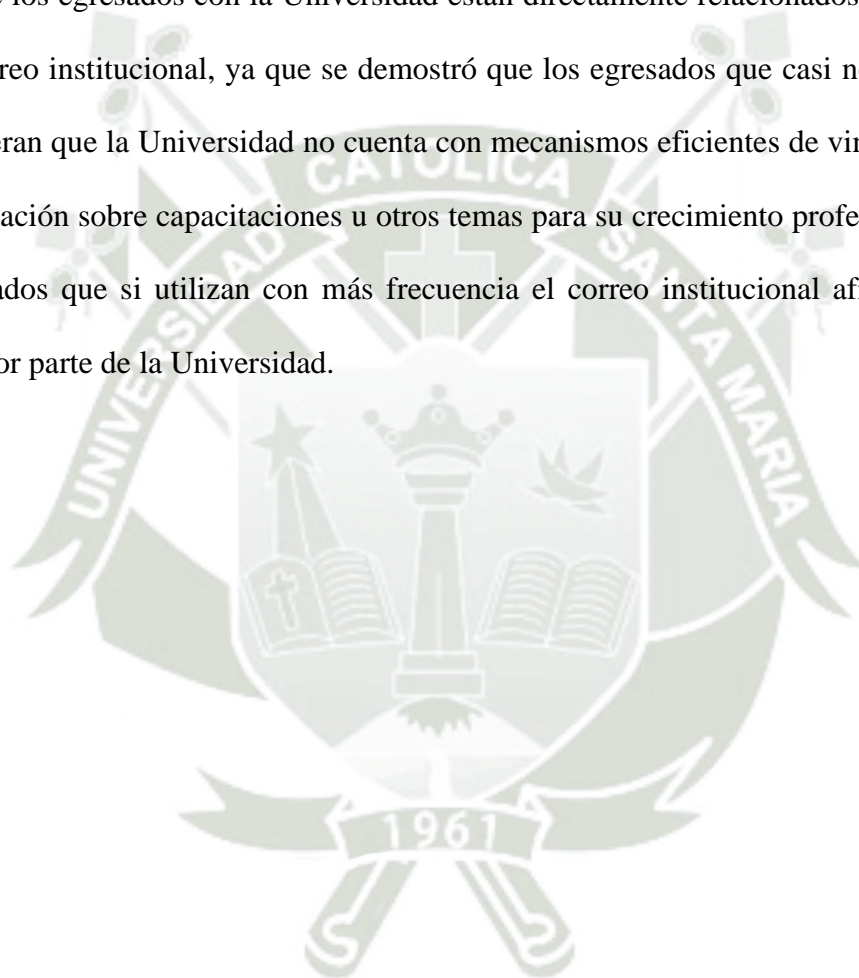 los egresados con la Universidad están directamente relacionados
reo institucional, ya que se demostró que los egresados que casi n
eran que la Universidad no cuenta con mecanismos eficientes de vi
ación sobre capacitaciones u otros temas para su crecimiento profe
ados que si utilizan con más frecuencia el correo institucional af
or parte de la Universidad.
UNIVERSIDAD CATOLICA SANTA MARIA
1961